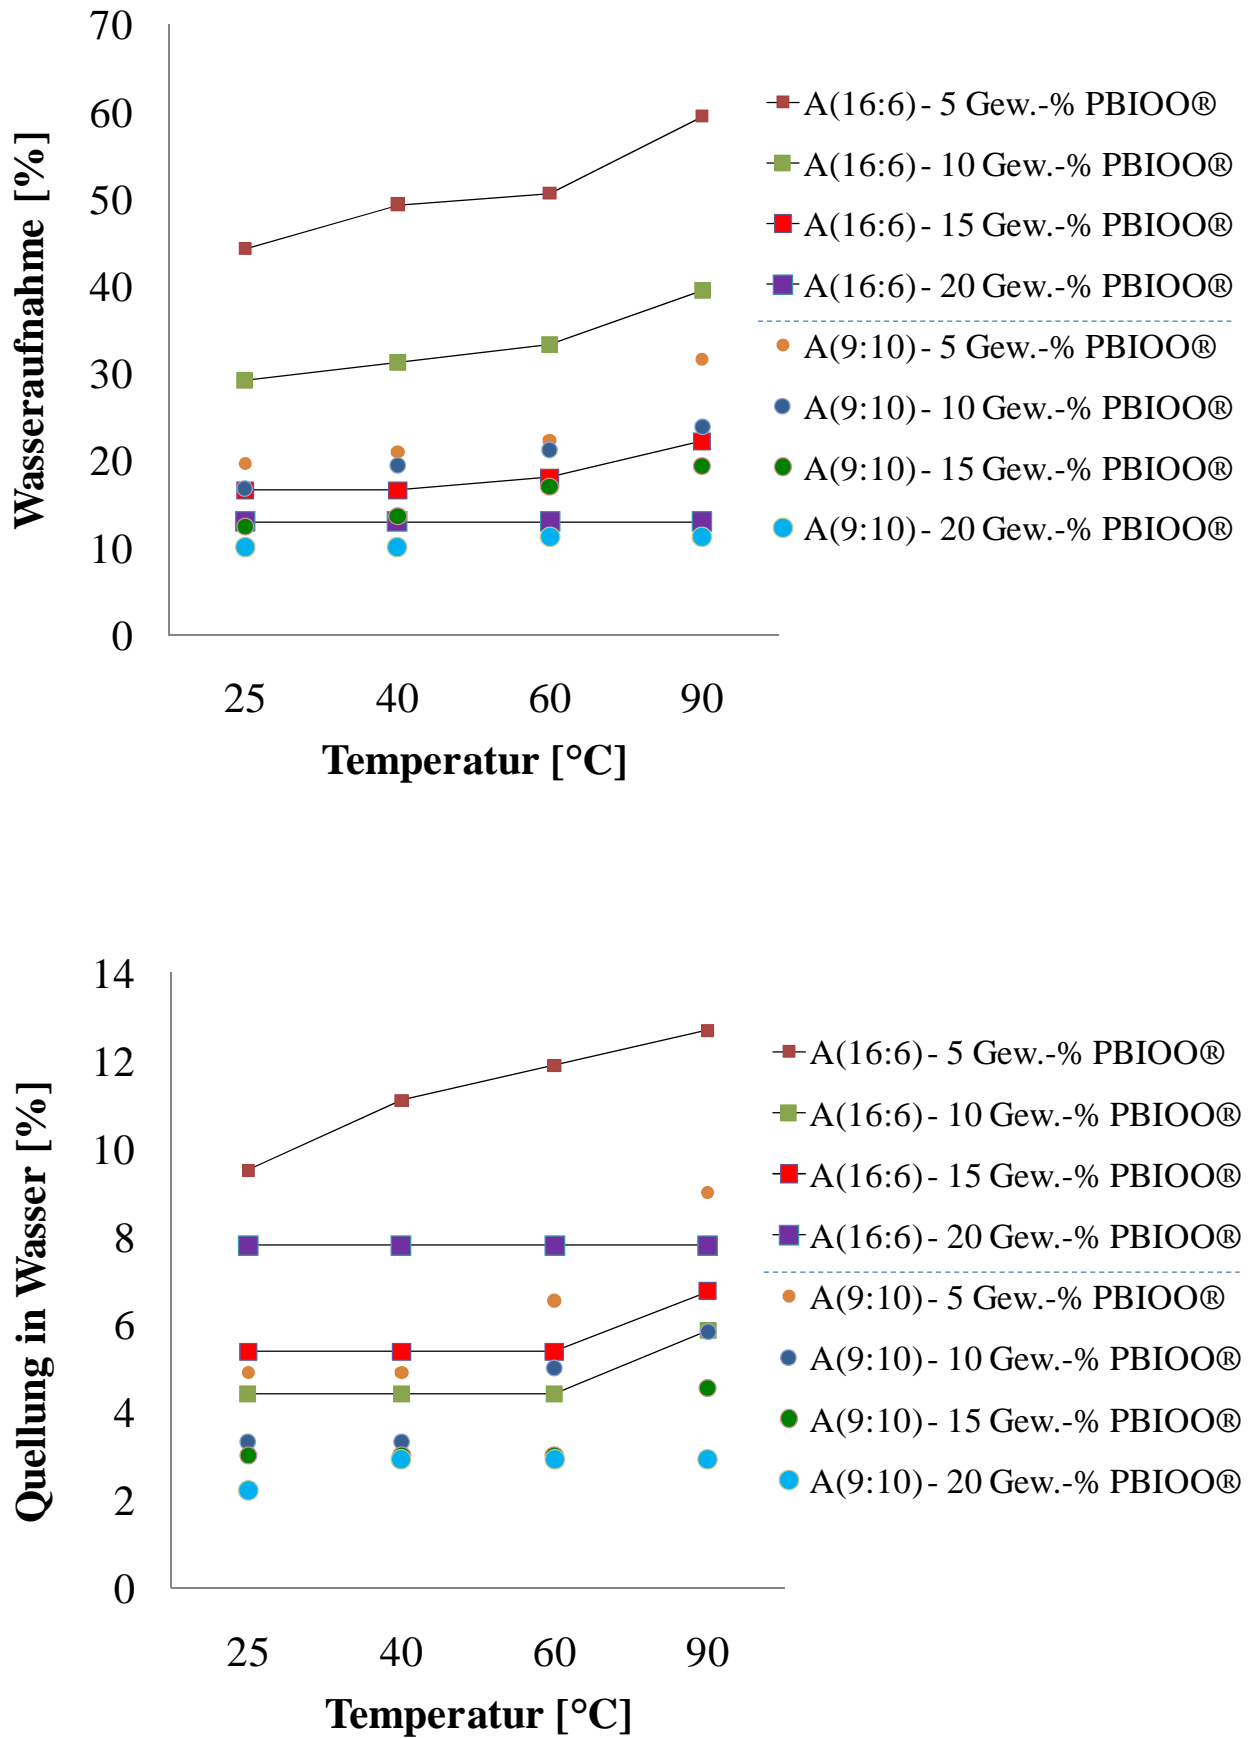 70
60
50
40
30
20
10
0
Wasseraufnahme [%]
25 40 60 90
Temperatur [°C]
A(16:6) - 5 Gew.-% PBIOO®
A(16:6) - 10 Gew.-% PBIOO®
A(16:6) - 15 Gew.-% PBIOO®
A(16:6) - 20 Gew.-% PBIOO®
A(9:10) - 5 Gew.-% PBIOO®
A(9:10) - 10 Gew.-% PBIOO®
A(9:10) - 15 Gew.-% PBIOO®
A(9:10) - 20 Gew.-% PBIOO®
14
12
10
8
6
4
2
0
Quellung in Wasser [%]
25 40 60 90
Temperatur [°C]
A(16:6) - 5 Gew.-% PBIOO®
A(16:6) - 10 Gew.-% PBIOO®
A(16:6) - 15 Gew.-% PBIOO®
A(16:6) - 20 Gew.-% PBIOO®
A(9:10) - 5 Gew.-% PBIOO®
A(9:10) - 10 Gew.-% PBIOO®
A(9:10) - 15 Gew.-% PBIOO®
A(9:10) - 20 Gew.-% PBIOO®